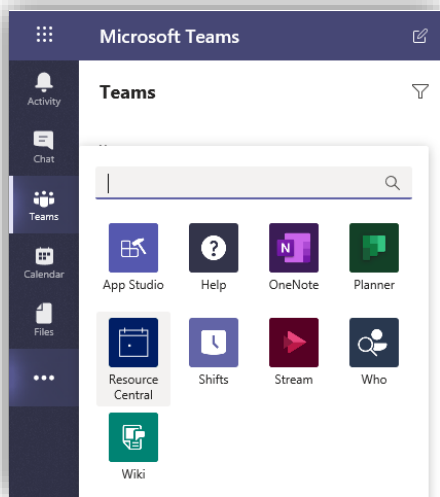 Microsoft Teams
Activity
Teams
Chat
Teams
Calendar
Files
App Studio
Help
OneNote
Planner
Resource
Central
Shifts
Stream
Who
Wiki